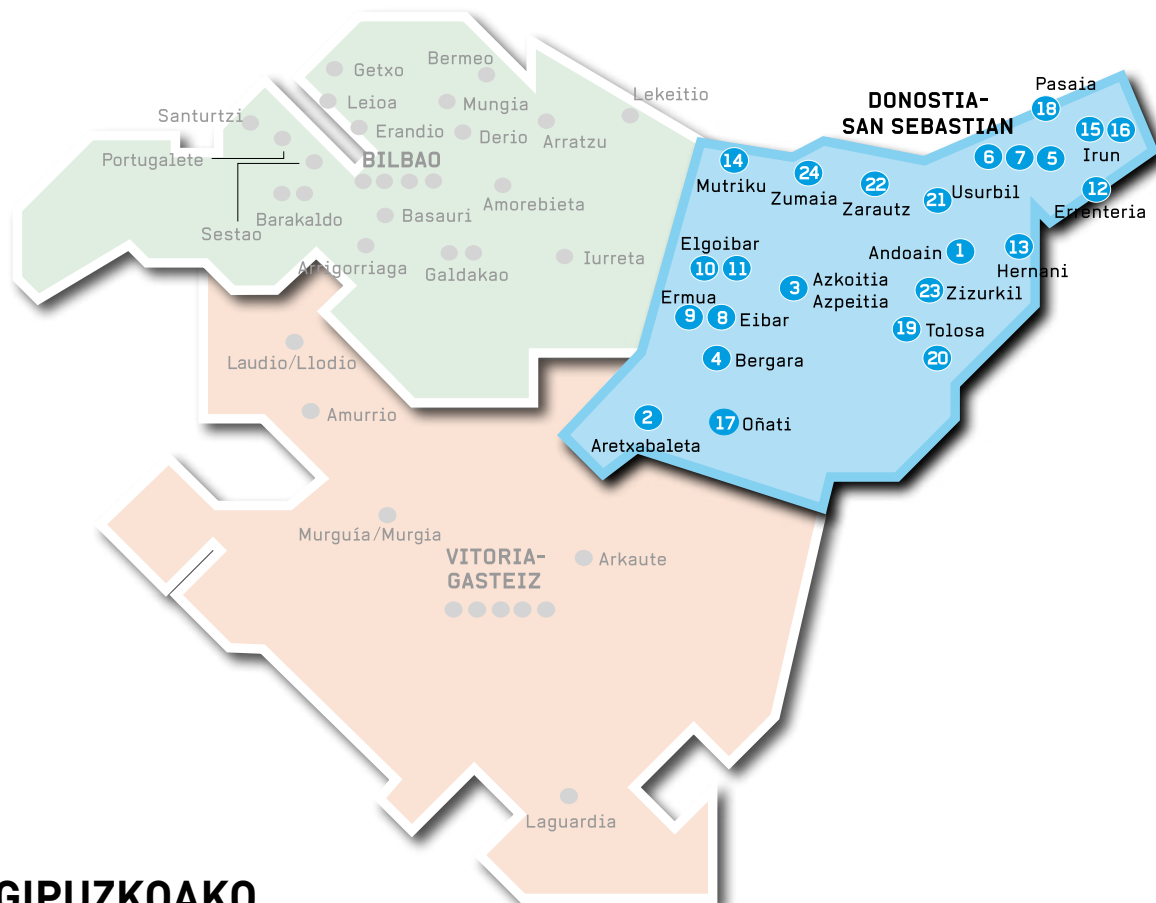 Getxo
Bermeo
Leioa
Mungia
Lekeitio
Santurtzi
Erandio
Derio
Arratzu
Portugalete
BILBAO
Barakaldo
Basauri
Amorebieta
Sestao
Arrigorriaga
Galdakao
Iurreta
Pasaia
DONOSTIA-
SAN SEBASTIAN
18
15 16
Irun
6 7 5
14
Mutriku
24
Zumaia
22
Zarautz
21
Usurbil
12
Errenteria
Elgoibar
10 11
Andoain 1
13
Hernani
3 Azkoitia
Azpeitia
23 Zizurkil
Ermua
9 8 Eibar
19 Tolosa
20
4 Bergara
2
Aretxabaleta
17 Oñati
Laudio/Llodio
Amurrio
Murguía/Murgia
VITORIA-
GASTEIZ
Arkaute
Laguardia
GIPUZKOAKO